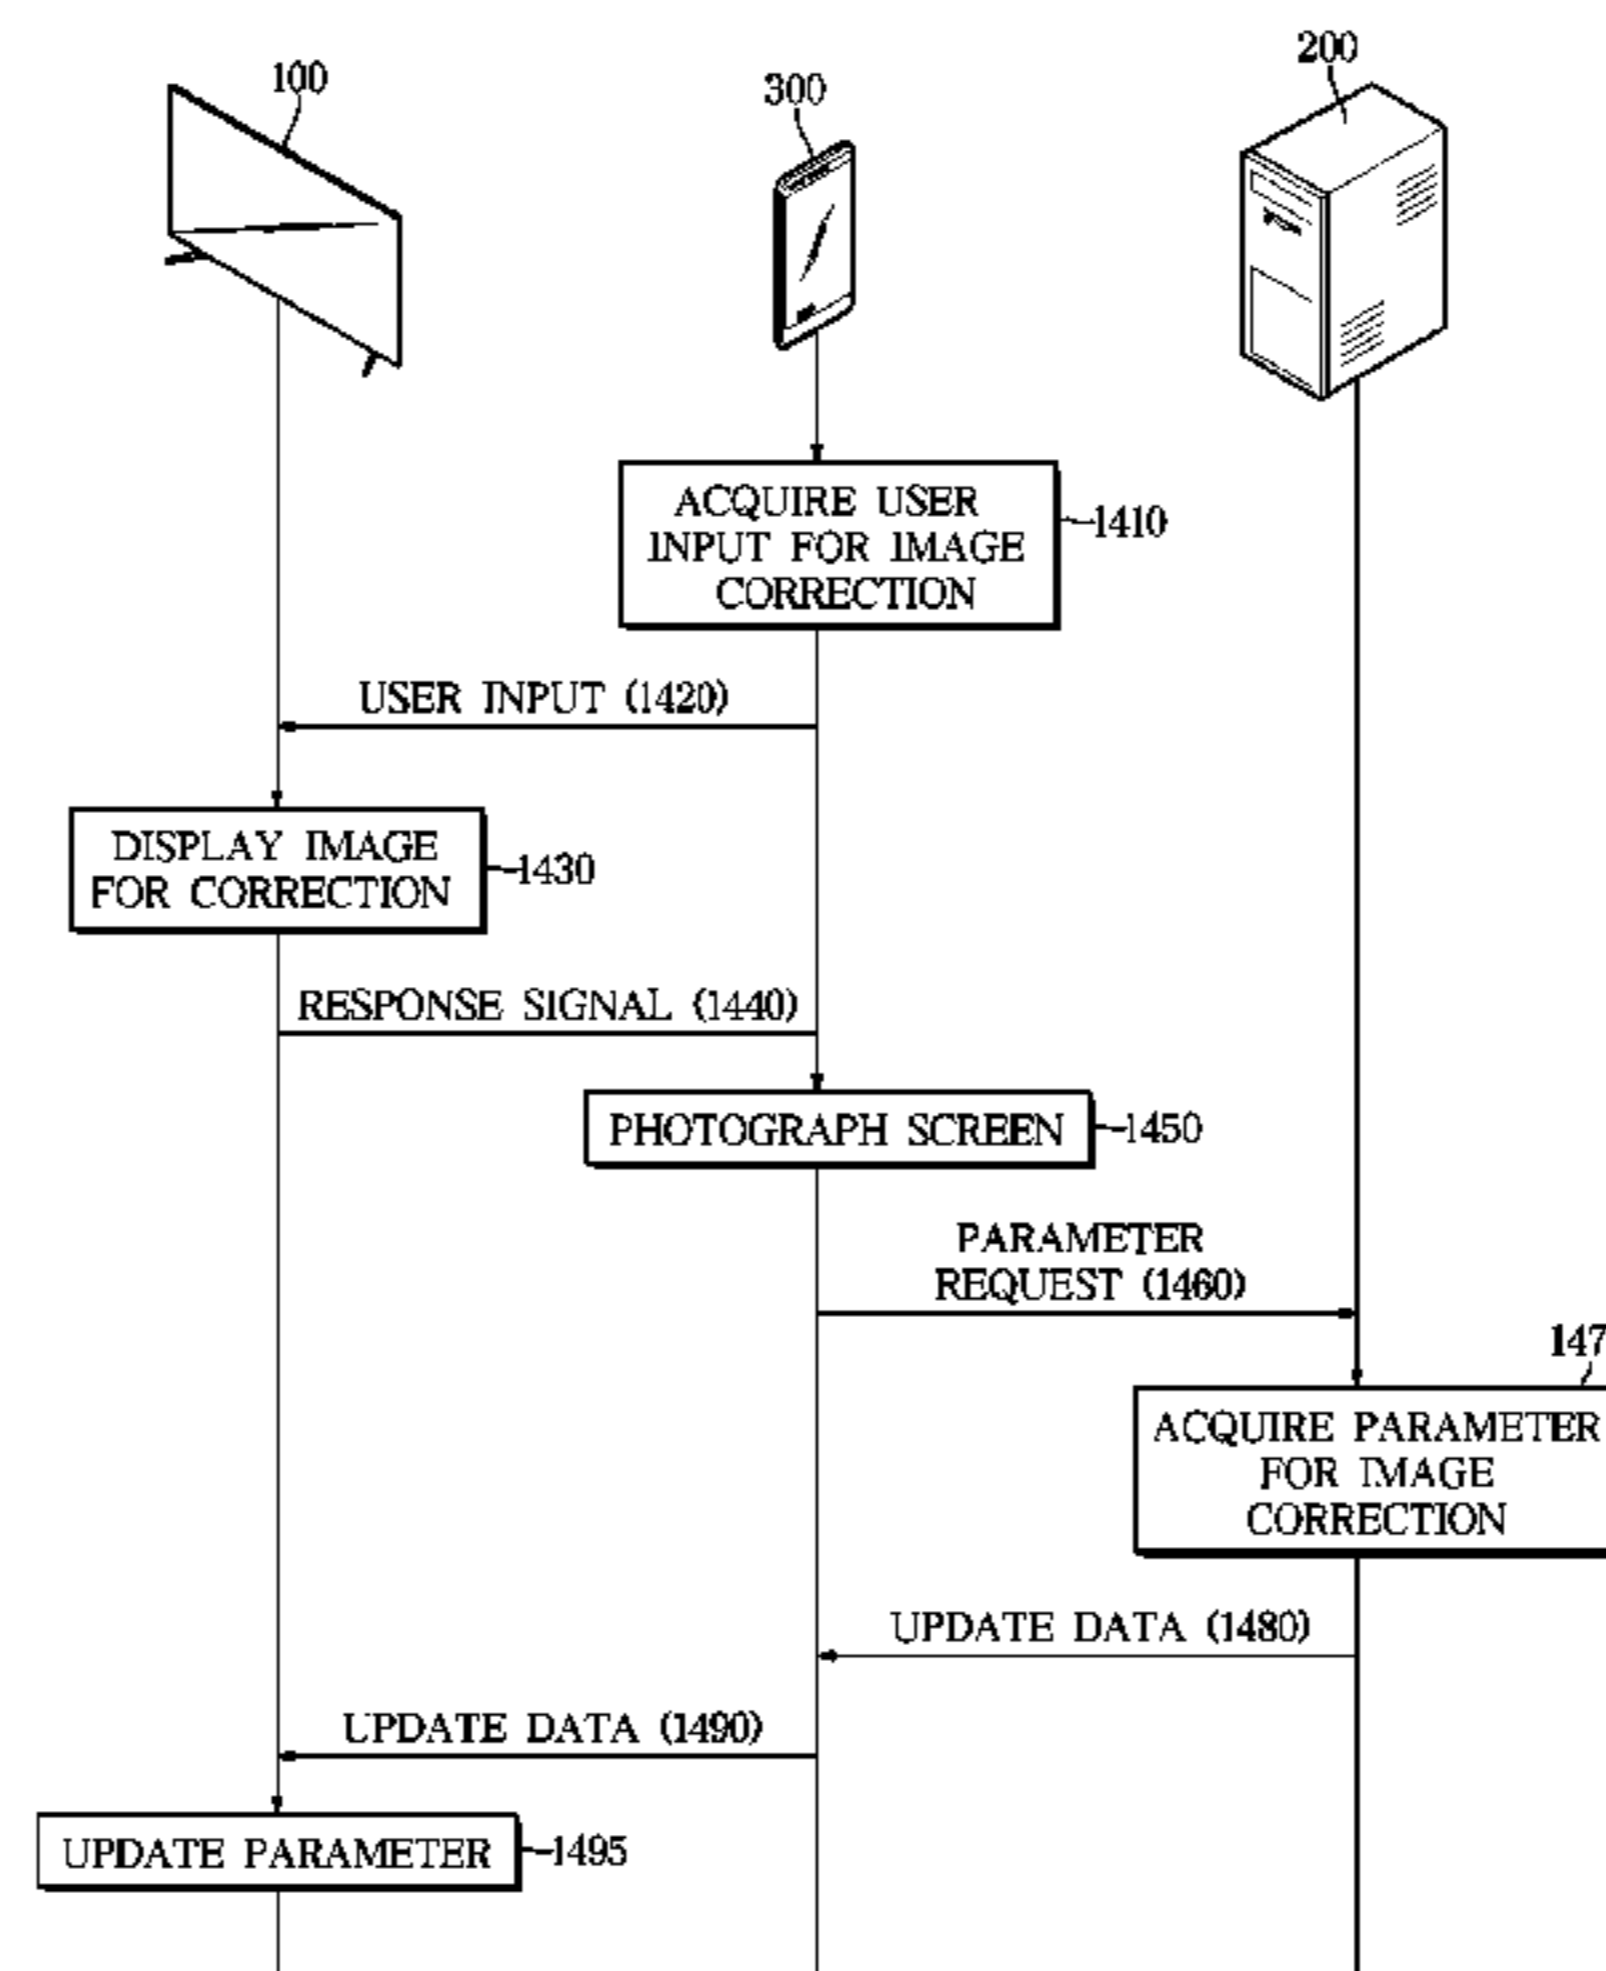 100
300
200
ACQUIRE USER
INPUT FOR IMAGE
CORRECTION
1410
USER INPUT (1420)
DISPLAY IMAGE
FOR CORRECTION
1430
RESPONSE SIGNAL (1440)
PHOTOGRAPH SCREEN
1450
PARAMETER
REQUEST (1460)
147
ACQUIRE PARAMETER
FOR IMAGE
CORRECTION
UPDATE DATA (1480)
UPDATE DATA (1490)
UPDATE PARAMETER
1495